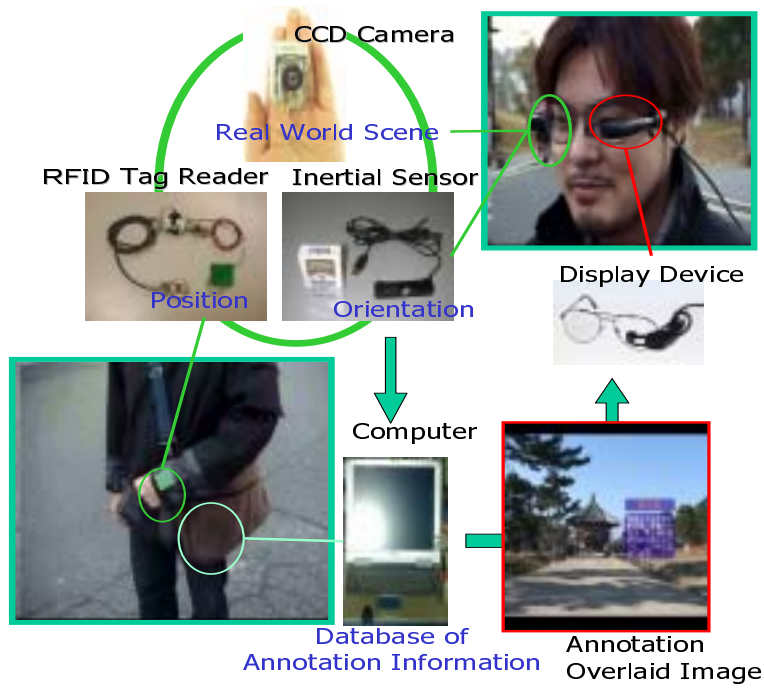 CCD Camera
Real World Scene
RFID Tag Reader
Inertial Sensor
Position
Orientation
Display Device
Computer
Database of
Annotation Information
Annotation
Overlaid Image